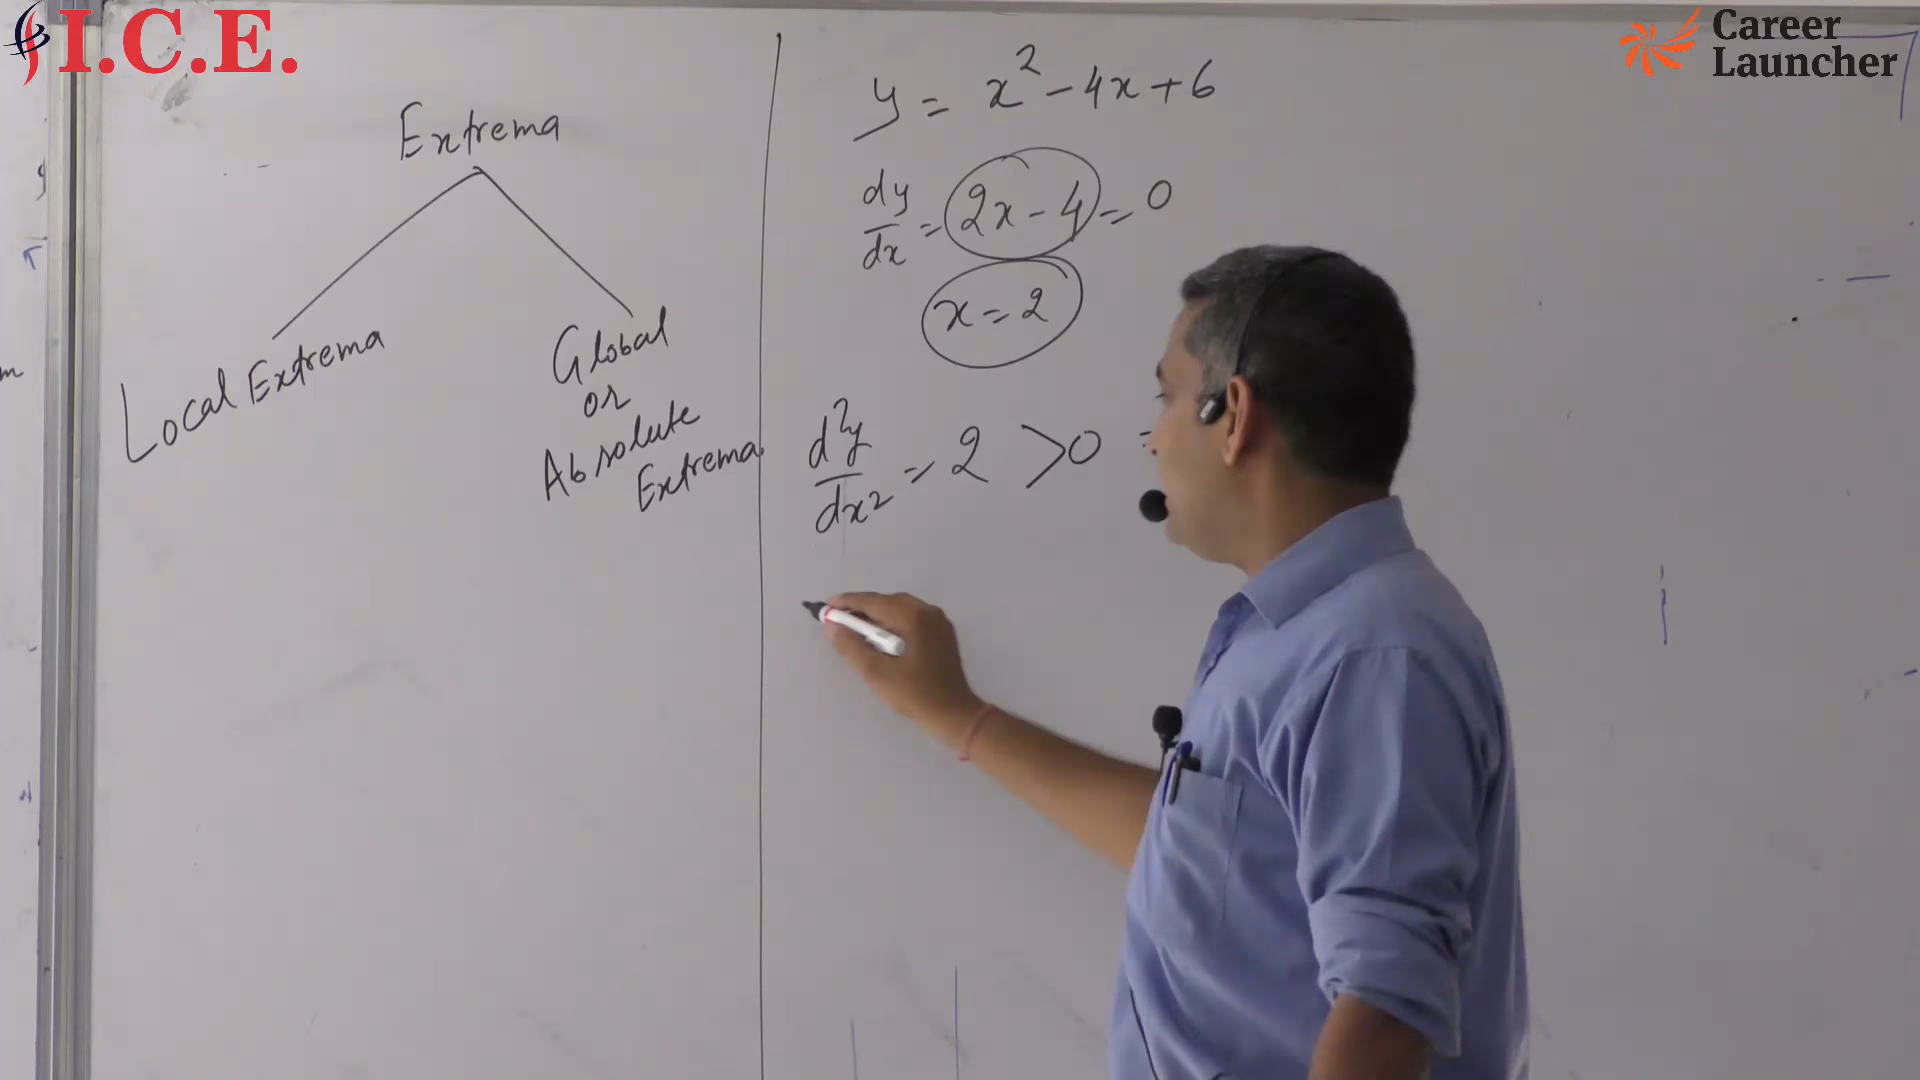 I.C.E.
Career
Launcher
Extrema
Local Extrema
Global
or
Absolute
Extrema
y = x² - 4x + 6
dy/dx = 2x - 4 = 0
x = 2
d²y/dx² = 2 > 0